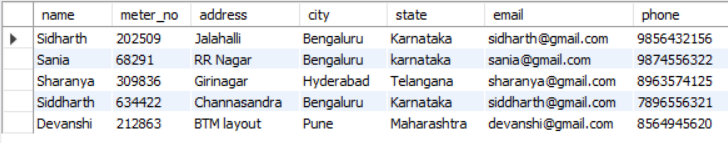 name meter_no address city state email phone
Sidharth 202509 Jalahalli Bengaluru Karnataka sidharth@gmail.com 9856432156
Sania 68291 RR Nagar Bengaluru karnataka sania@gmail.com 9874556322
Sharanya 309836 Girinagar Hyderabad Telangana sharanya@gmail.com 8963574125
Siddharth 634422 Channasandra Bengaluru Karnataka siddharth@gmail.com 7896556321
Devanshi 212863 BTM layout Pune Maharashtra devanshi@gmail.com 8564945620